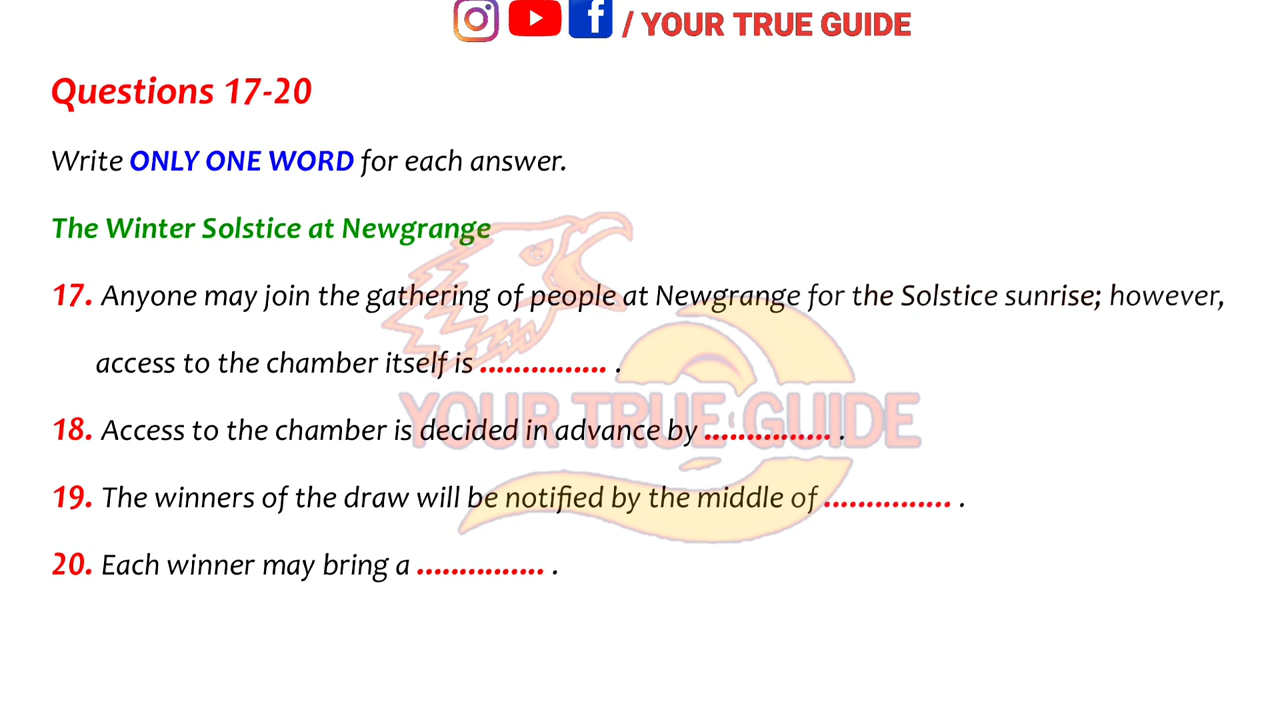 / YOUR TRUE GUIDE
Questions 17-20
Write ONLY ONE WORD for each answer.
The Winter Solstice at Newgrange
17. Anyone may join the gathering of people at Newgrange for the Solstice sunrise; however,
access to the chamber itself is ............... .
YOUR TRUE GUIDE
18. Access to the chamber is decided in advance by ............... .
19. The winners of the draw will be notified by the middle of ............... .
20. Each winner may bring a ............... .